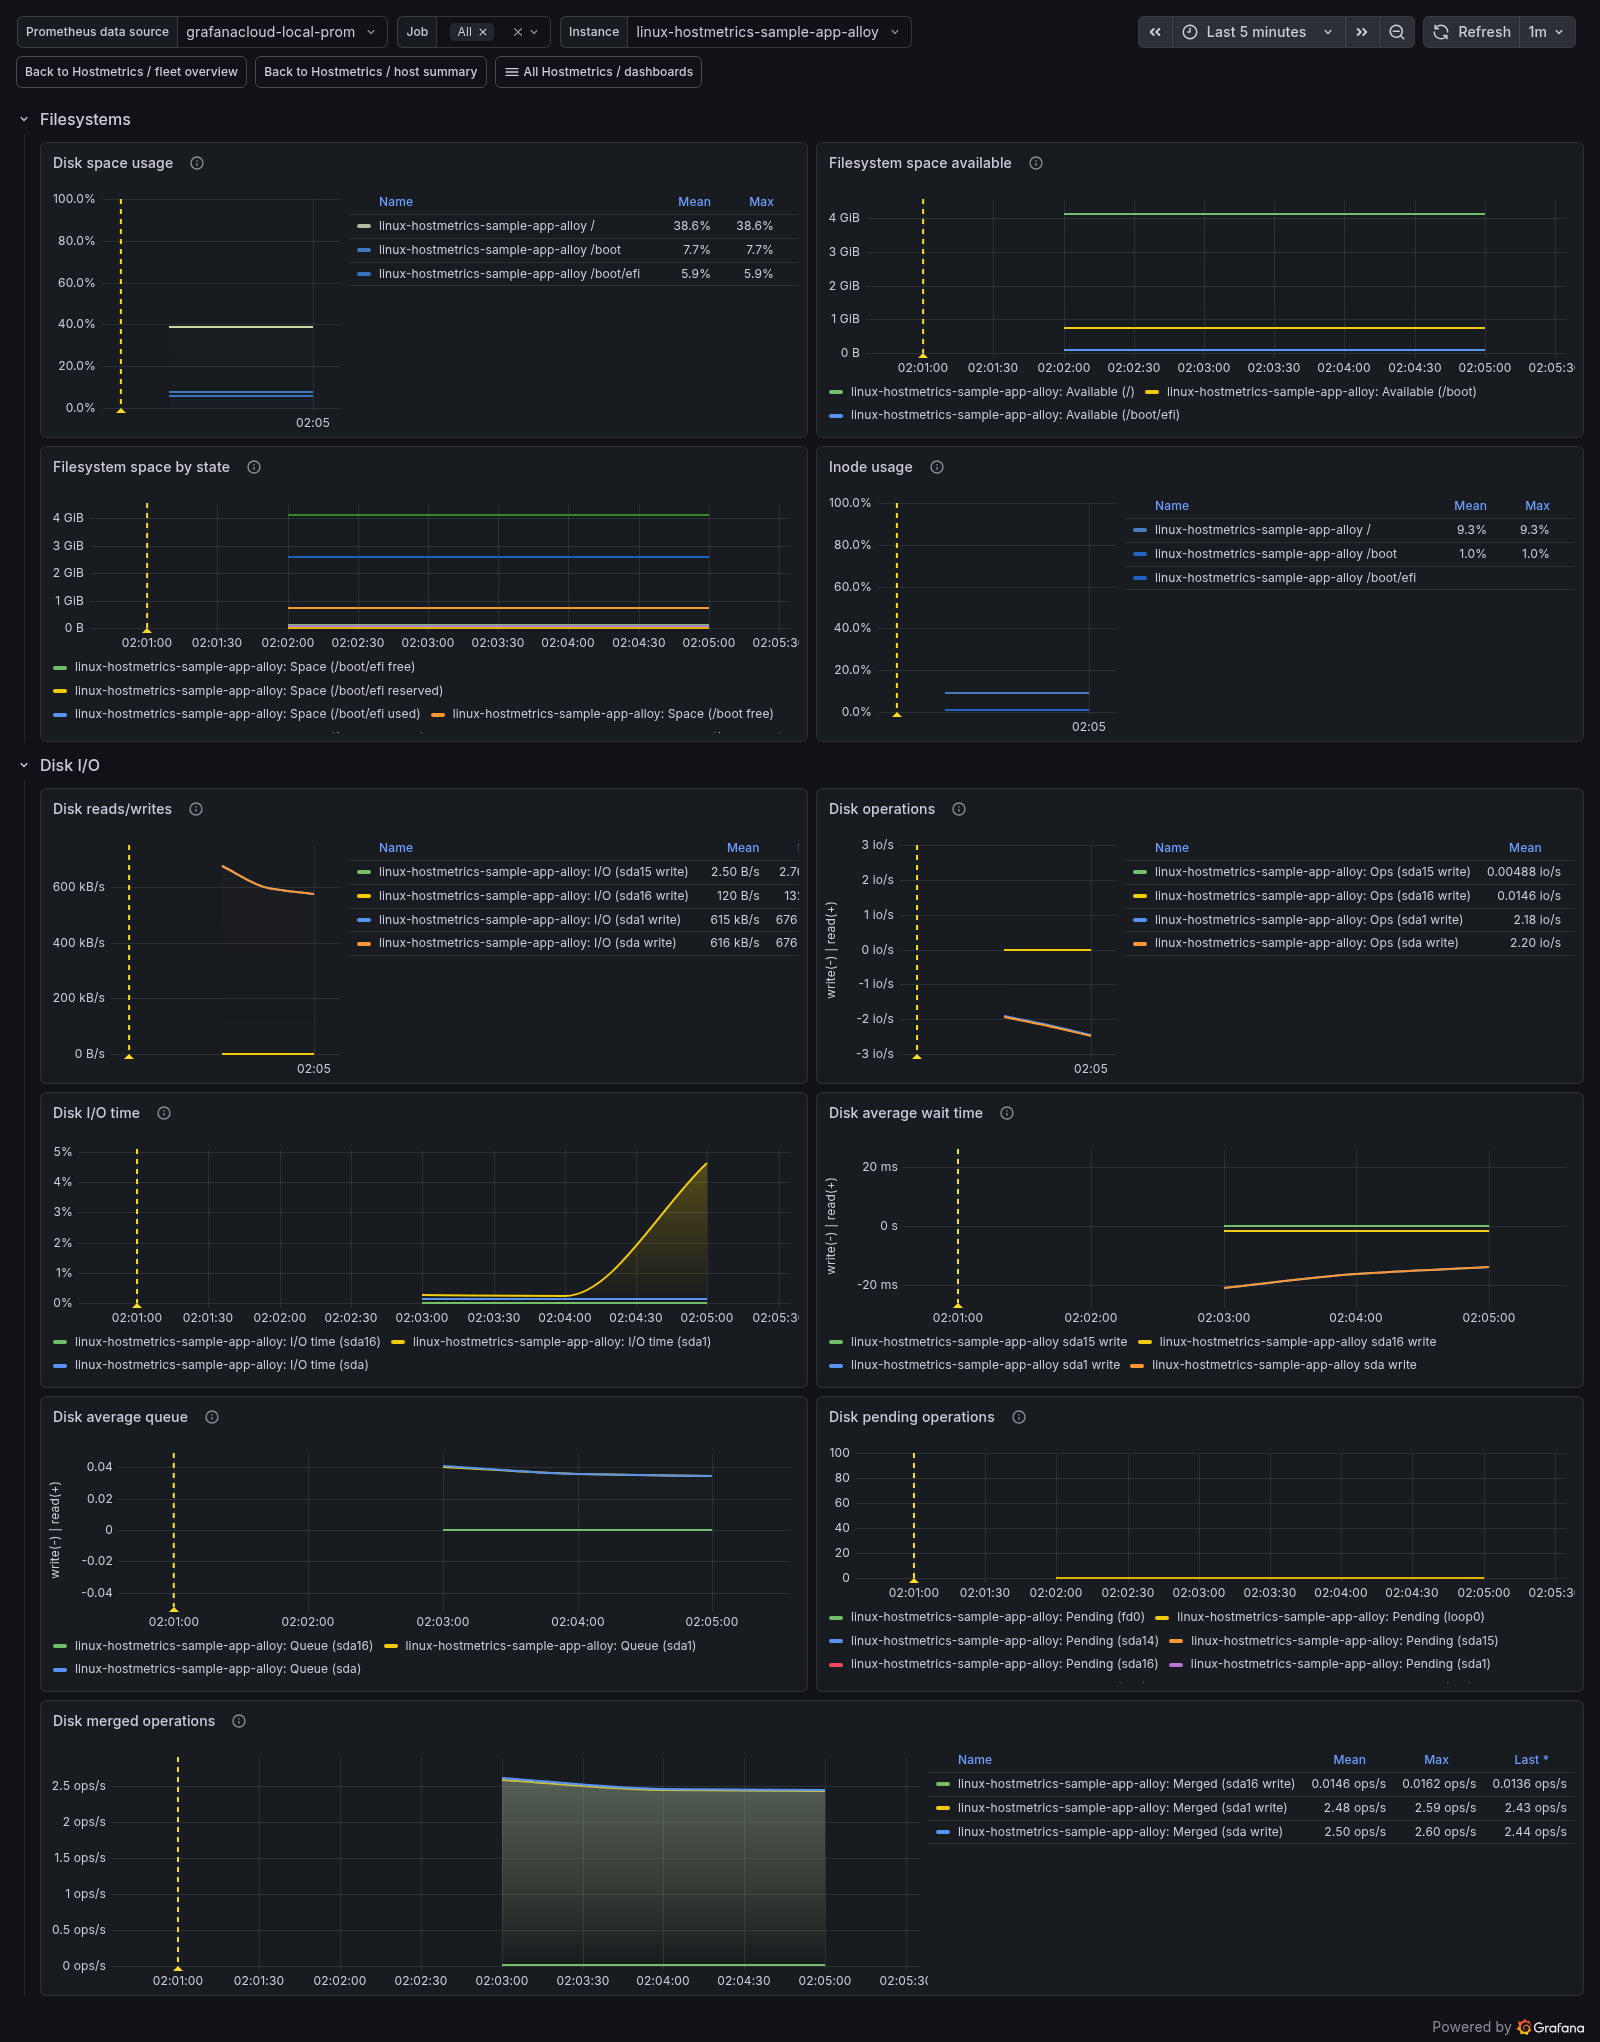 Prometheus data source grafanacloud-local-prom Job All Instance linux-hostmetrics-sample-app-alloy Last 5 minutes Refresh 1m
Back to Hostmetrics / fleet overview Back to Hostmetrics / host summary All Hostmetrics / dashboards
Filesystems
Disk space usage
100.0%
80.0%
60.0%
40.0%
20.0%
0.0%
02:05
Name Mean Max
linux-hostmetrics-sample-app-alloy / 38.6% 38.6%
linux-hostmetrics-sample-app-alloy /boot 7.7% 7.7%
linux-hostmetrics-sample-app-alloy /boot/efi 5.9% 5.9%
Filesystem space available
4 GiB
3 GiB
2 GiB
1 GiB
0 B
02:01:00 02:01:30 02:02:00 02:02:30 02:03:00 02:03:30 02:04:00 02:04:30 02:05:00
linux-hostmetrics-sample-app-alloy: Available (/) linux-hostmetrics-sample-app-alloy: Available (/boot)
linux-hostmetrics-sample-app-alloy: Available (/boot/efi)
Filesystem space by state
4 GiB
3 GiB
2 GiB
1 GiB
0 B
02:01:00 02:01:30 02:02:00 02:02:30 02:03:00 02:03:30 02:04:00 02:04:30 02:05:00
linux-hostmetrics-sample-app-alloy: Space (/boot/efi free)
linux-hostmetrics-sample-app-alloy: Space (/boot/efi reserved)
linux-hostmetrics-sample-app-alloy: Space (/boot/efi used) linux-hostmetrics-sample-app-alloy: Space (/boot free)
Inode usage
100.0%
80.0%
60.0%
40.0%
20.0%
0.0%
02:05
Name Mean Max
linux-hostmetrics-sample-app-alloy / 9.3% 9.3%
linux-hostmetrics-sample-app-alloy /boot 1.0% 1.0%
linux-hostmetrics-sample-app-alloy /boot/efi
Disk I/O
Disk reads/writes
600 kB/s
400 kB/s
200 kB/s
0 B/s
02:05
Name Mean
linux-hostmetrics-sample-app-alloy: I/O (sda15 write) 2.50 B/s
linux-hostmetrics-sample-app-alloy: I/O (sda16 write) 120 B/s
linux-hostmetrics-sample-app-alloy: I/O (sda1 write) 615 kB/s 676
linux-hostmetrics-sample-app-alloy: I/O (sda write) 616 kB/s 676
Disk operations
write(-) | read(+)
3 io/s
2 io/s
1 io/s
0 io/s
-1 io/s
-2 io/s
-3 io/s
02:05
Name Mean
linux-hostmetrics-sample-app-alloy: Ops (sda15 write) 0.00488 io/s
linux-hostmetrics-sample-app-alloy: Ops (sda16 write) 0.0146 io/s
linux-hostmetrics-sample-app-alloy: Ops (sda1 write) 2.18 io/s
linux-hostmetrics-sample-app-alloy: Ops (sda write) 2.20 io/s
Disk I/O time
5%
4%
3%
2%
1%
0%
02:01:00 02:01:30 02:02:00 02:02:30 02:03:00 02:03:30 02:04:00 02:04:30 02:05:00
linux-hostmetrics-sample-app-alloy: I/O time (sda16) linux-hostmetrics-sample-app-alloy: I/O time (sda1)
linux-hostmetrics-sample-app-alloy: I/O time (sda)
Disk average wait time
write(-) | read(+)
20 ms
0 s
-20 ms
02:01:00 02:02:00 02:03:00 02:04:00 02:05:00
linux-hostmetrics-sample-app-alloy sda15 write linux-hostmetrics-sample-app-alloy sda16 write
linux-hostmetrics-sample-app-alloy sda1 write linux-hostmetrics-sample-app-alloy sda write
Disk average queue
write(-) | read(+)
0.04
0.02
0
-0.02
-0.04
02:01:00 02:02:00 02:03:00 02:04:00 02:05:00
linux-hostmetrics-sample-app-alloy: Queue (sda16) linux-hostmetrics-sample-app-alloy: Queue (sda1)
linux-hostmetrics-sample-app-alloy: Queue (sda)
Disk pending operations
100
80
60
40
20
0
02:01:00 02:01:30 02:02:00 02:02:30 02:03:00 02:03:30 02:04:00 02:04:30 02:05:00
linux-hostmetrics-sample-app-alloy: Pending (fd0) linux-hostmetrics-sample-app-alloy: Pending (loop0)
linux-hostmetrics-sample-app-alloy: Pending (sda14) linux-hostmetrics-sample-app-alloy: Pending (sda15)
linux-hostmetrics-sample-app-alloy: Pending (sda16) linux-hostmetrics-sample-app-alloy: Pending (sda1)
Disk merged operations
2.5 ops/s
2 ops/s
1.5 ops/s
1 ops/s
0.5 ops/s
0 ops/s
02:01:00 02:01:30 02:02:00 02:02:30 02:03:00 02:03:30 02:04:00 02:04:30 02:05:00
Name Mean Max Last *
linux-hostmetrics-sample-app-alloy: Merged (sda16 write) 0.0146 ops/s 0.0162 ops/s 0.0136 ops/s
linux-hostmetrics-sample-app-alloy: Merged (sda1 write) 2.48 ops/s 2.59 ops/s 2.43 ops/s
linux-hostmetrics-sample-app-alloy: Merged (sda write) 2.50 ops/s 2.60 ops/s 2.44 ops/s
Powered by Grafana